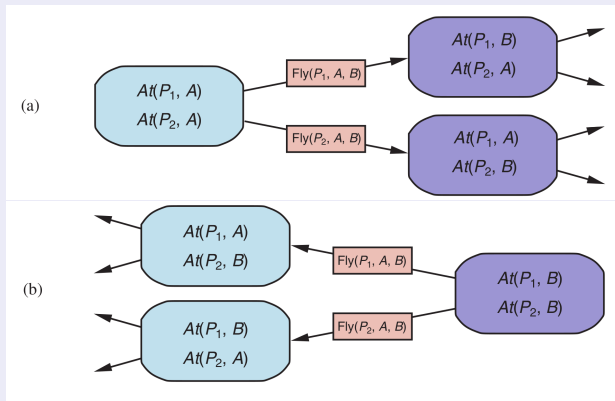 (a)
At(P₁, A)
At(P₂, A)
Fly(P₁, A, B)
Fly(P₂, A, B)
At(P₁, B)
At(P₂, A)
At(P₁, A)
At(P₂, B)
(b)
At(P₁, A)
At(P₂, B)
At(P₁, B)
At(P₂, A)
Fly(P₁, A, B)
Fly(P₂, A, B)
At(P₁, B)
At(P₂, B)